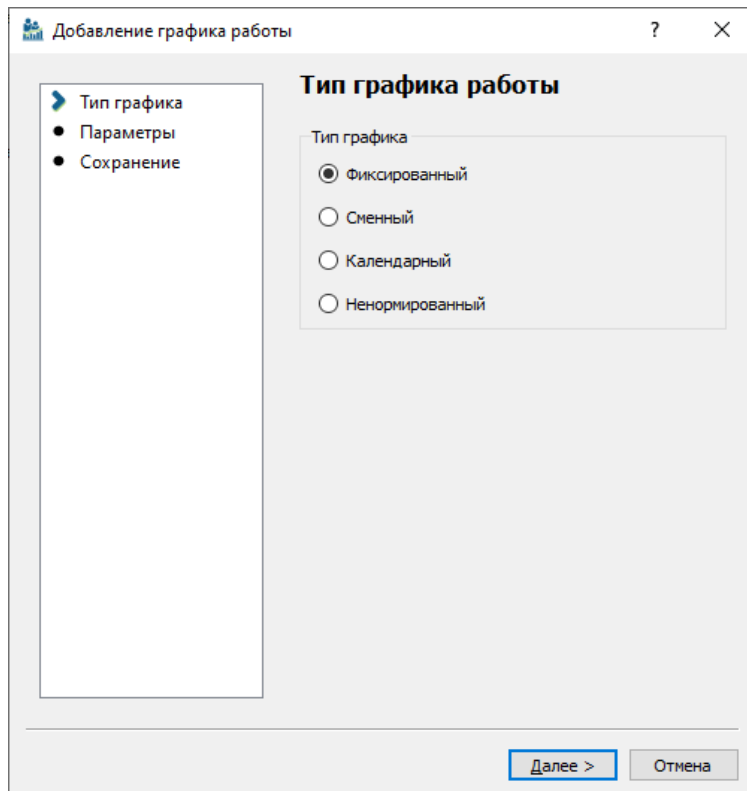 Добавление графика работы
?
Тип графика
Параметры
Сохранение
Тип графика работы
Тип графика
Фиксированный
Сменный
Календарный
Ненормированный
Далее >
Отмена